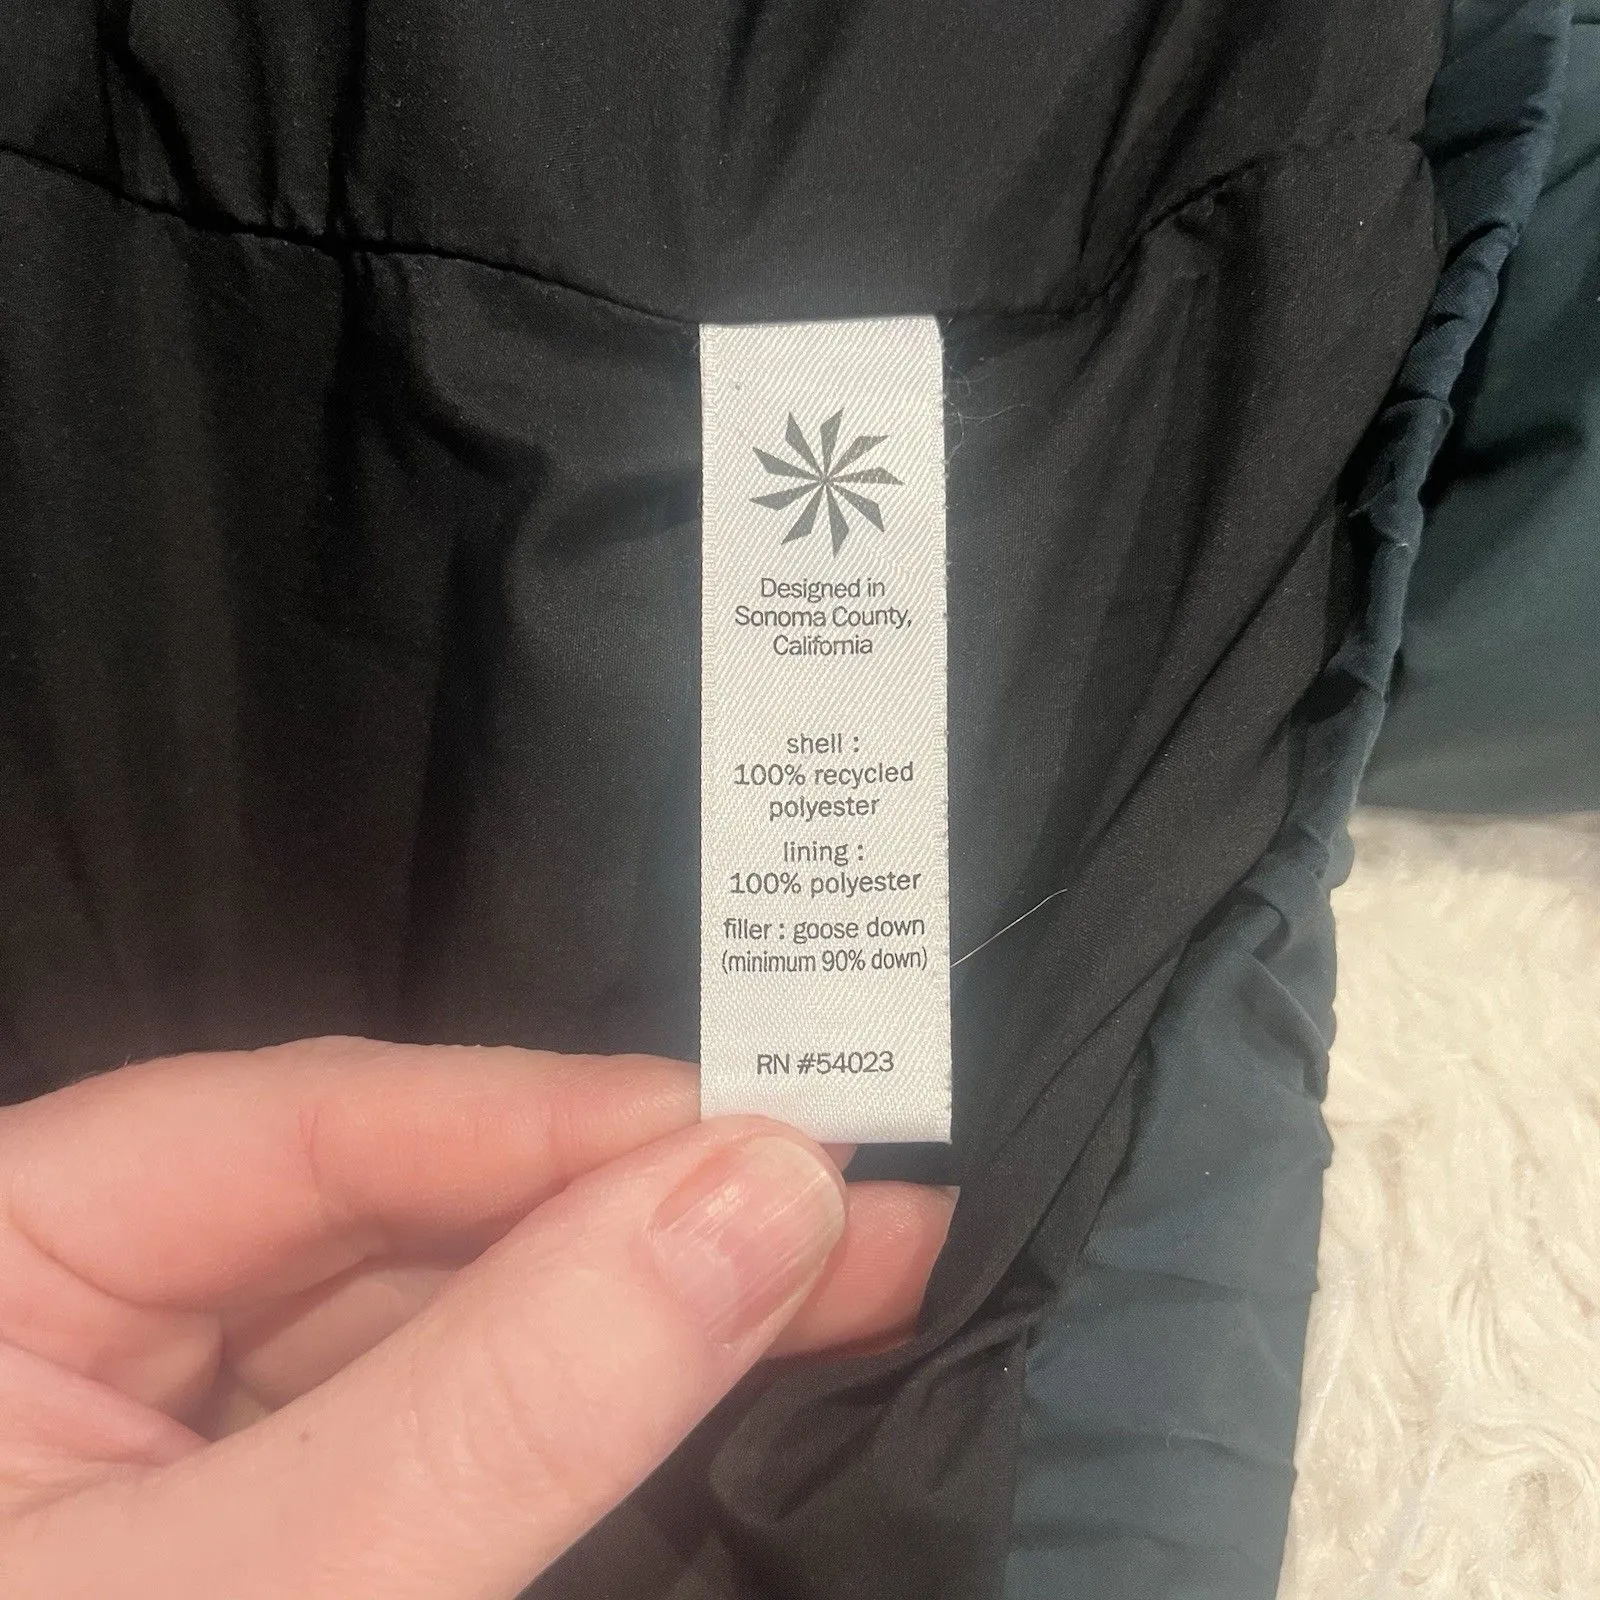 Designed in
Sonoma County,
California
shell :
100% recycled
polyester
lining :
100% polyester
filler : goose down
(minimum 90% down)
RN #54023